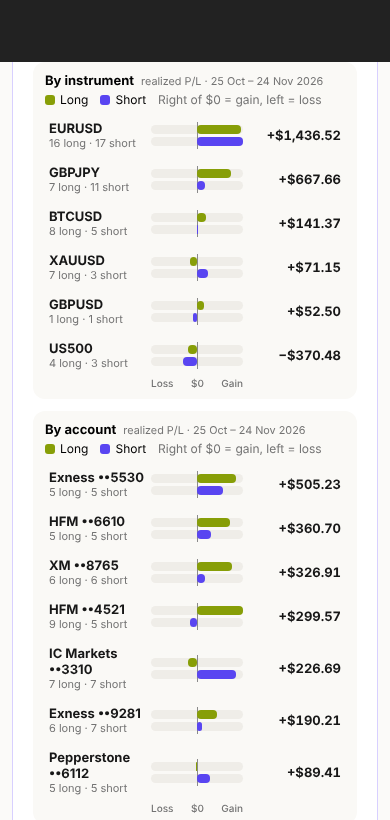 By instrument realized P/L · 25 Oct – 24 Nov 2026
Long Short Right of $0 = gain, left = loss
EURUSD
16 long · 17 short
+$1,436.52
GBPJPY
7 long · 11 short
+$667.66
BTCUSD
8 long · 5 short
+$141.37
XAUUSD
7 long · 3 short
+$71.15
GBPUSD
1 long · 1 short
+$52.50
US500
4 long · 3 short
−$370.48
Loss $0 Gain
By account realized P/L · 25 Oct – 24 Nov 2026
Long Short Right of $0 = gain, left = loss
Exness ••5530
5 long · 5 short
+$505.23
HFM ••6610
5 long · 5 short
+$360.70
XM ••8765
6 long · 6 short
+$326.91
HFM ••4521
9 long · 5 short
+$299.57
IC Markets
••3310
7 long · 7 short
+$226.69
Exness ••9281
6 long · 7 short
+$190.21
Pepperstone
••6112
5 long · 5 short
+$89.41
Loss $0 Gain